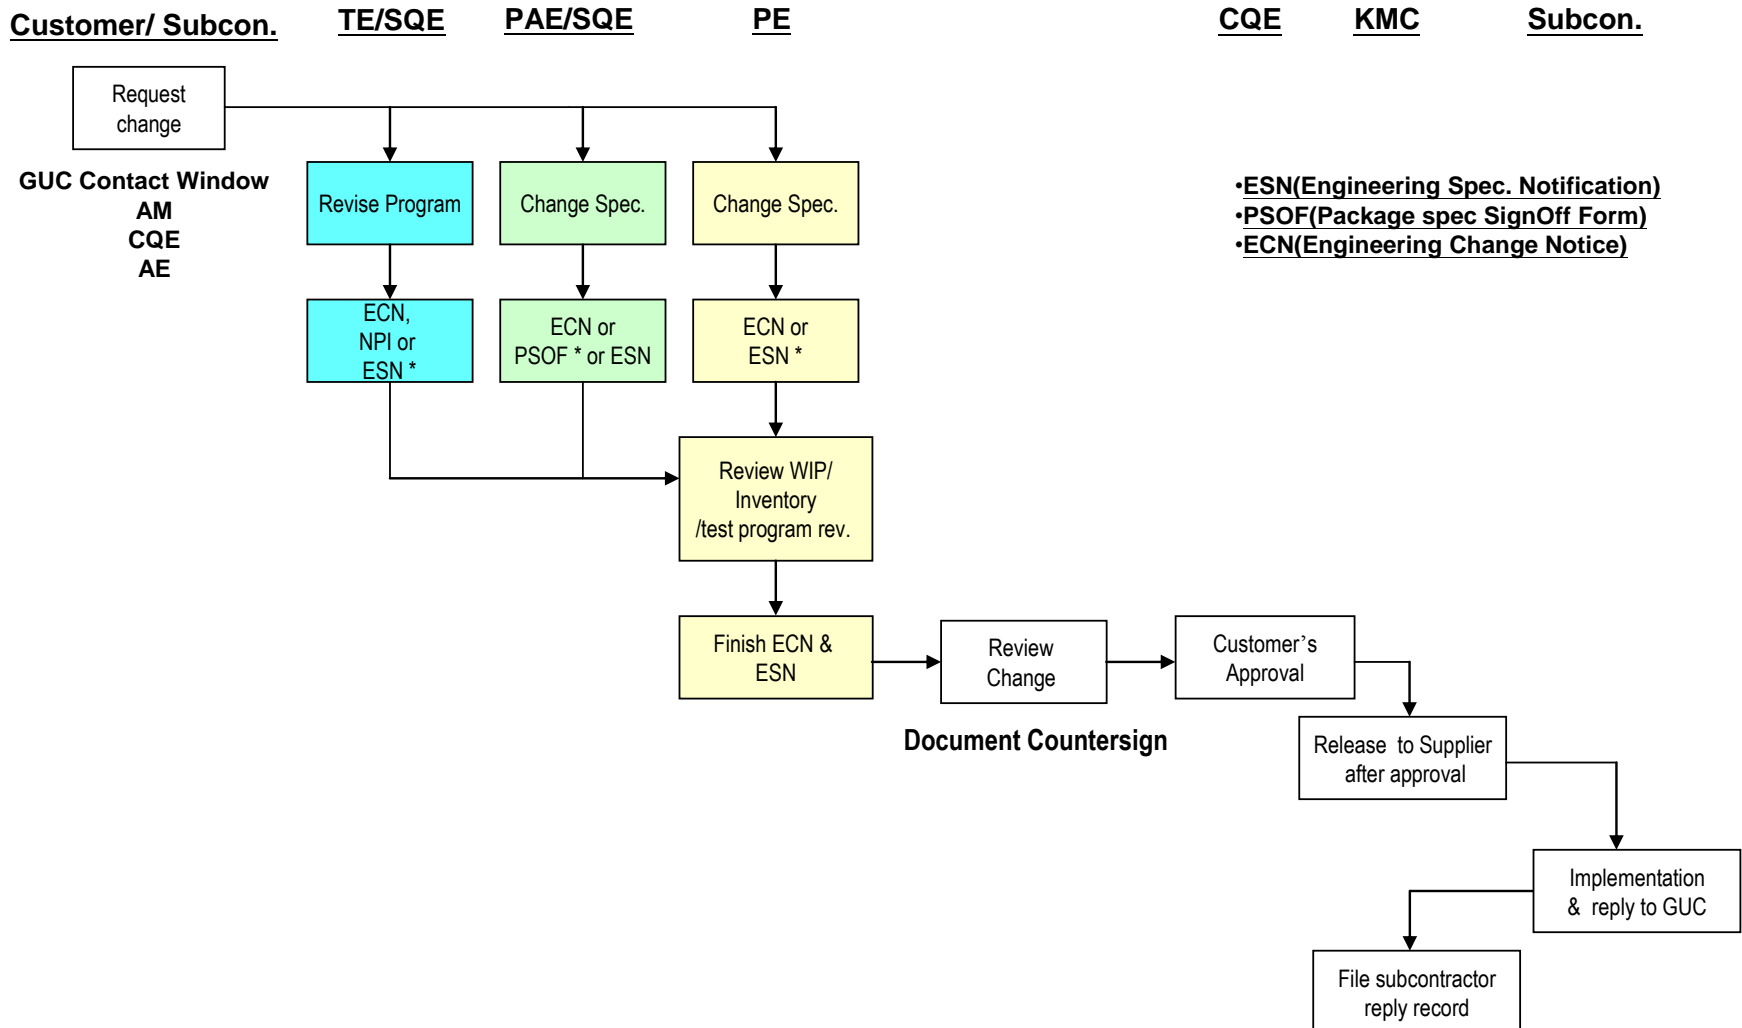 Customer/ Subcon.
TE/SQE
PAE/SQE
PE
CQE
KMC
Subcon.
Request
change
GUC Contact Window
AM
CQE
AE
Revise Program
Change Spec.
Change Spec.
•ESN(Engineering Spec. Notification)
•PSOF(Package spec SignOff Form)
•ECN(Engineering Change Notice)
ECN,
NPI or
ESN *
ECN or
PSOF * or ESN
ECN or
ESN *
Review WIP/
Inventory
/test program rev.
Finish ECN &
ESN
Review
Change
Customer’s
Approval
Document Countersign
Release to Supplier
after approval
Implementation
& reply to GUC
File subcontractor
reply record